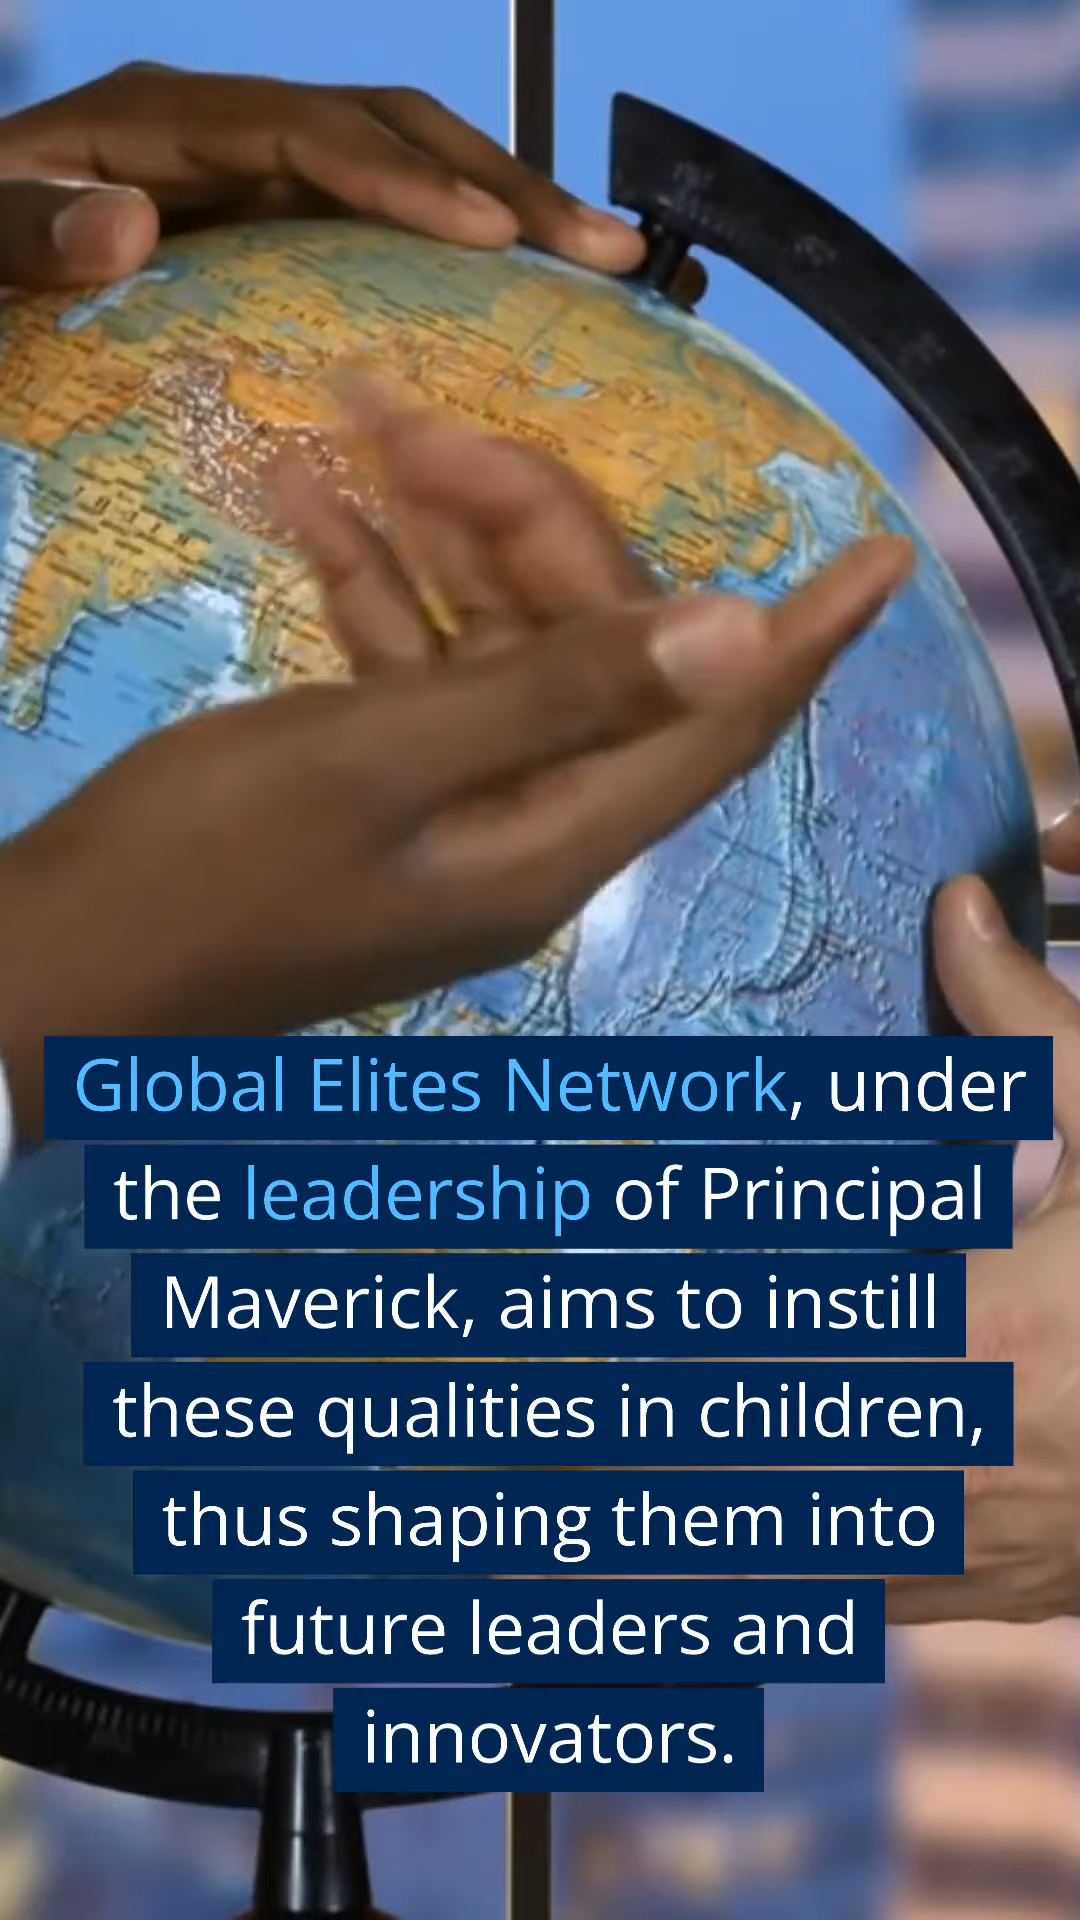 Global Elites Network, under
the leadership of Principal
Maverick, aims to instill
these qualities in children,
thus shaping them into
future leaders and
innovators.